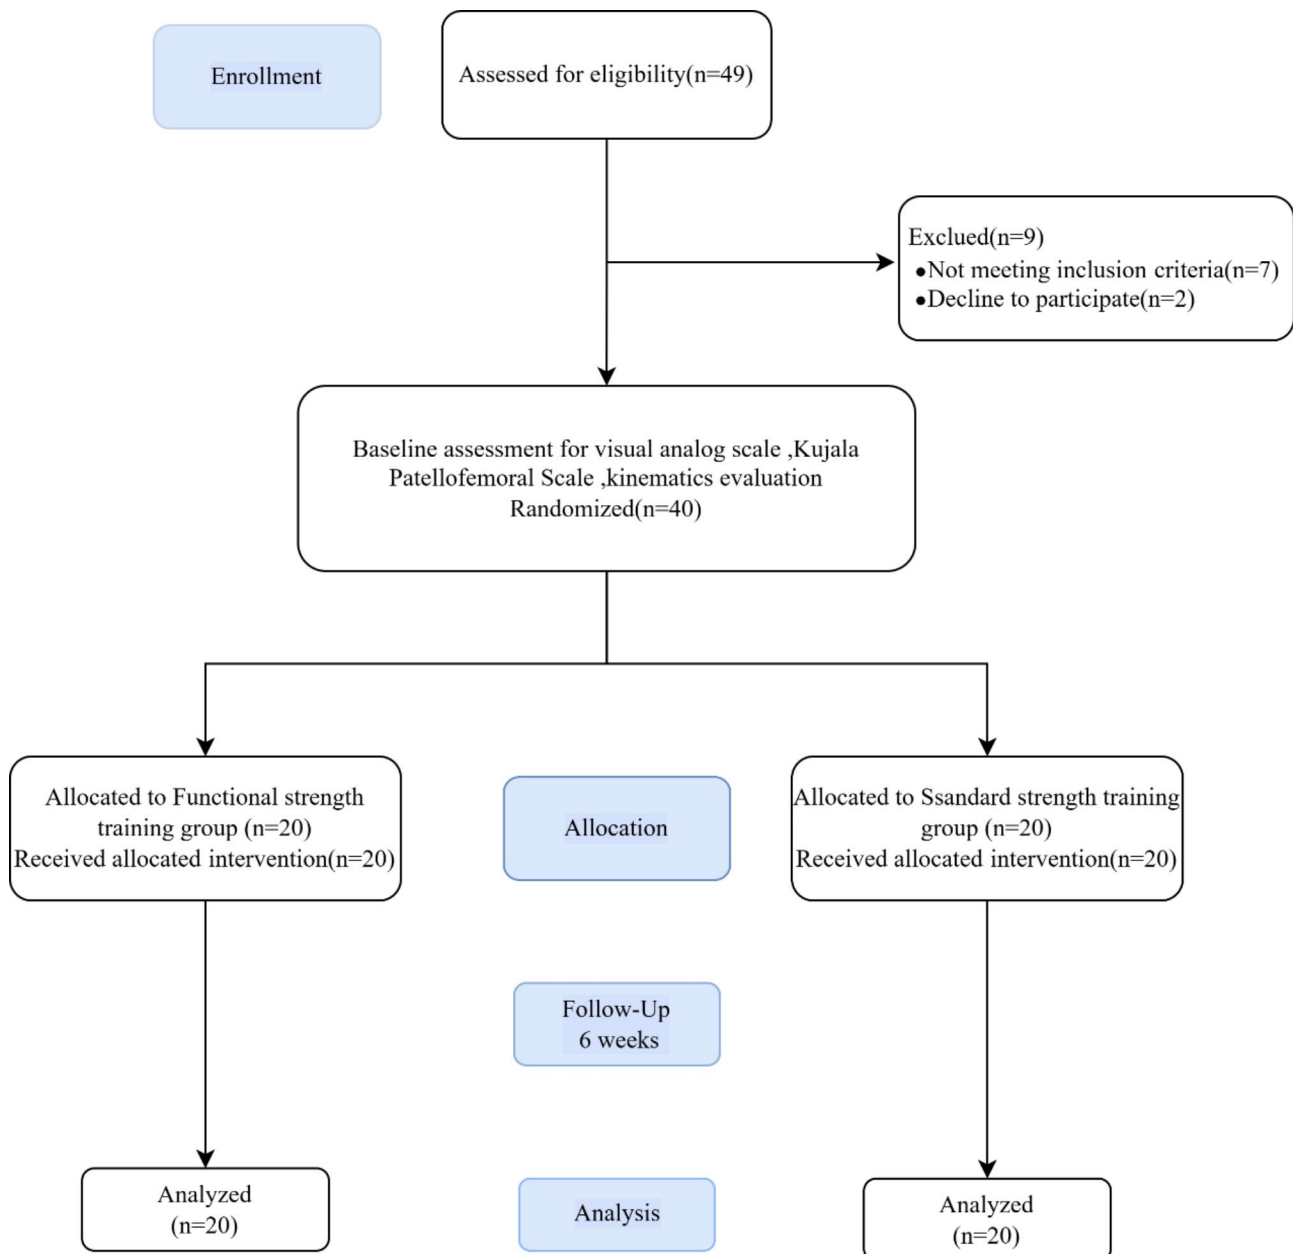 Enrollment
Assessed for eligibility(n=49)
Exclued(n=9)
●Not meeting inclusion criteria(n=7)
●Decline to participate(n=2)
Baseline assessment for visual analog scale ,Kujala
Patellofemoral Scale ,kinematics evaluation
Randomized(n=40)
Allocated to Functional strength
training group (n=20)
Received allocated intervention(n=20)
Allocation
Allocated to Ssandard strength training
group (n=20)
Received allocated intervention(n=20)
Follow-Up
6 weeks
Analyzed
(n=20)
Analysis
Analyzed
(n=20)